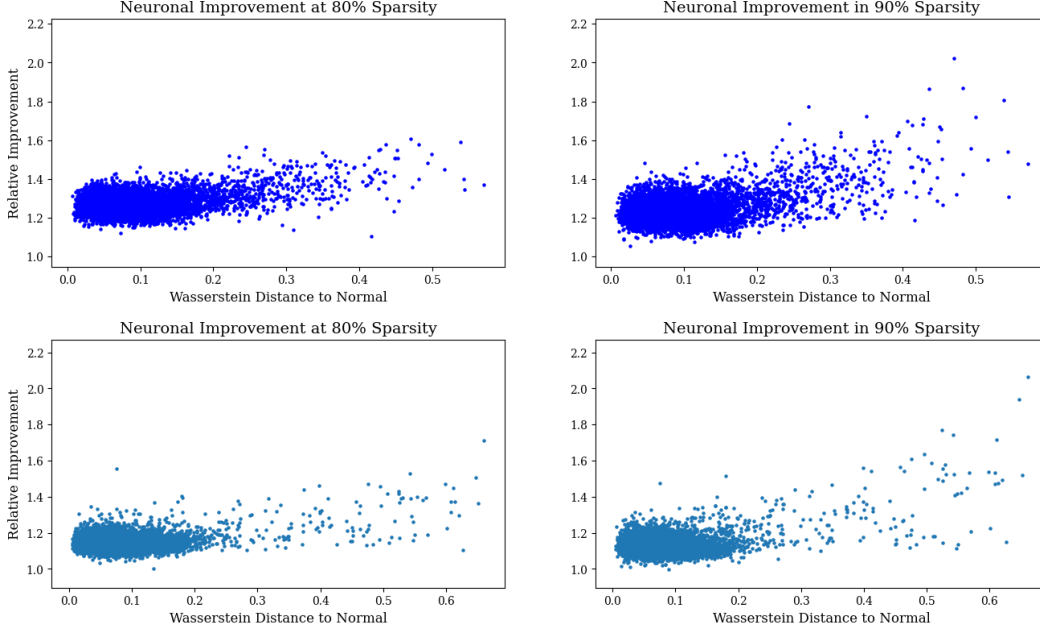 Neuronal Improvement at 80% Sparsity
2.2
2.0
1.8
1.6
1.4
1.2
1.0
Relative Improvement
0.0 0.1 0.2 0.3 0.4 0.5
Wasserstein Distance to Normal
Neuronal Improvement in 90% Sparsity
2.2
2.0
1.8
1.6
1.4
1.2
1.0
0.0 0.1 0.2 0.3 0.4 0.5
Wasserstein Distance to Normal
Neuronal Improvement at 80% Sparsity
2.2
2.0
1.8
1.6
1.4
1.2
1.0
Relative Improvement
0.0 0.1 0.2 0.3 0.4 0.5 0.6
Wasserstein Distance to Normal
Neuronal Improvement in 90% Sparsity
2.2
2.0
1.8
1.6
1.4
1.2
1.0
0.0 0.1 0.2 0.3 0.4 0.5 0.6
Wasserstein Distance to Normal